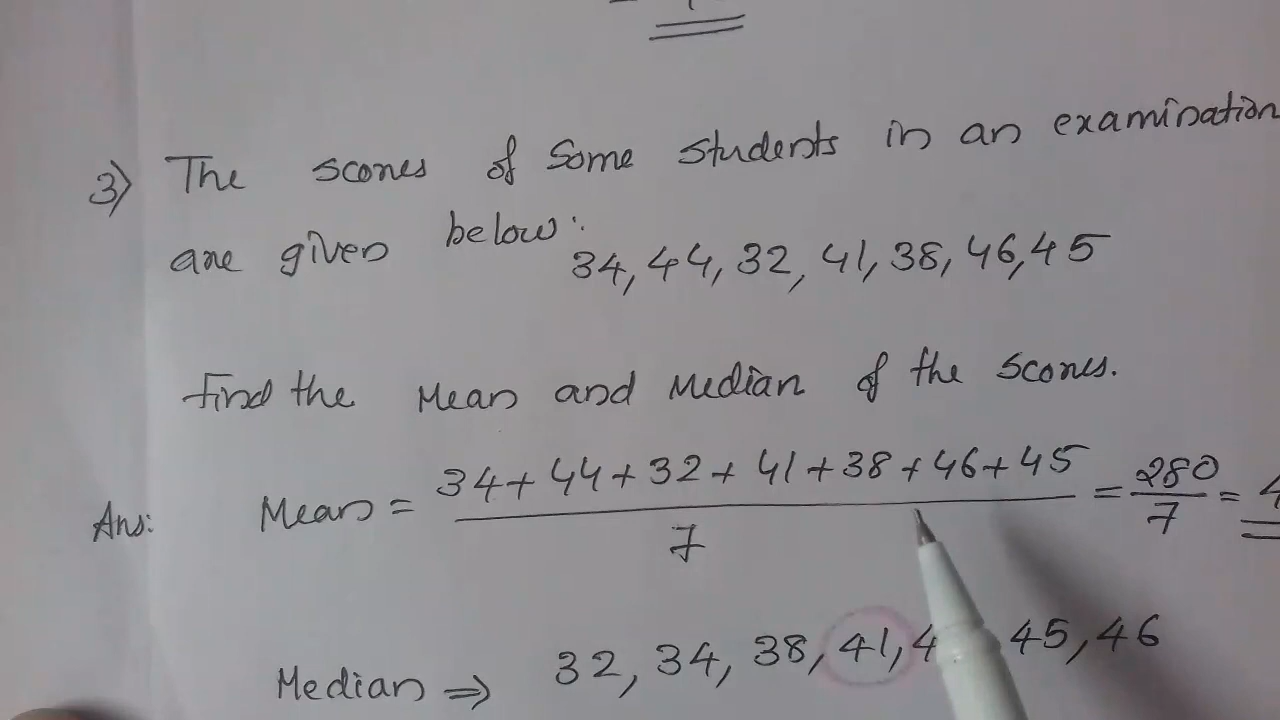 3) The scores of some students in an examination
are given below:
34, 44, 32, 41, 38, 46, 45
Find the Mean and Median of the scores.
Ans: Mean = 34+44+32+41+38+46+45 / 7 = 280 / 7 = 4
Median ⇒ 32, 34, 38, 41, 4 45, 46